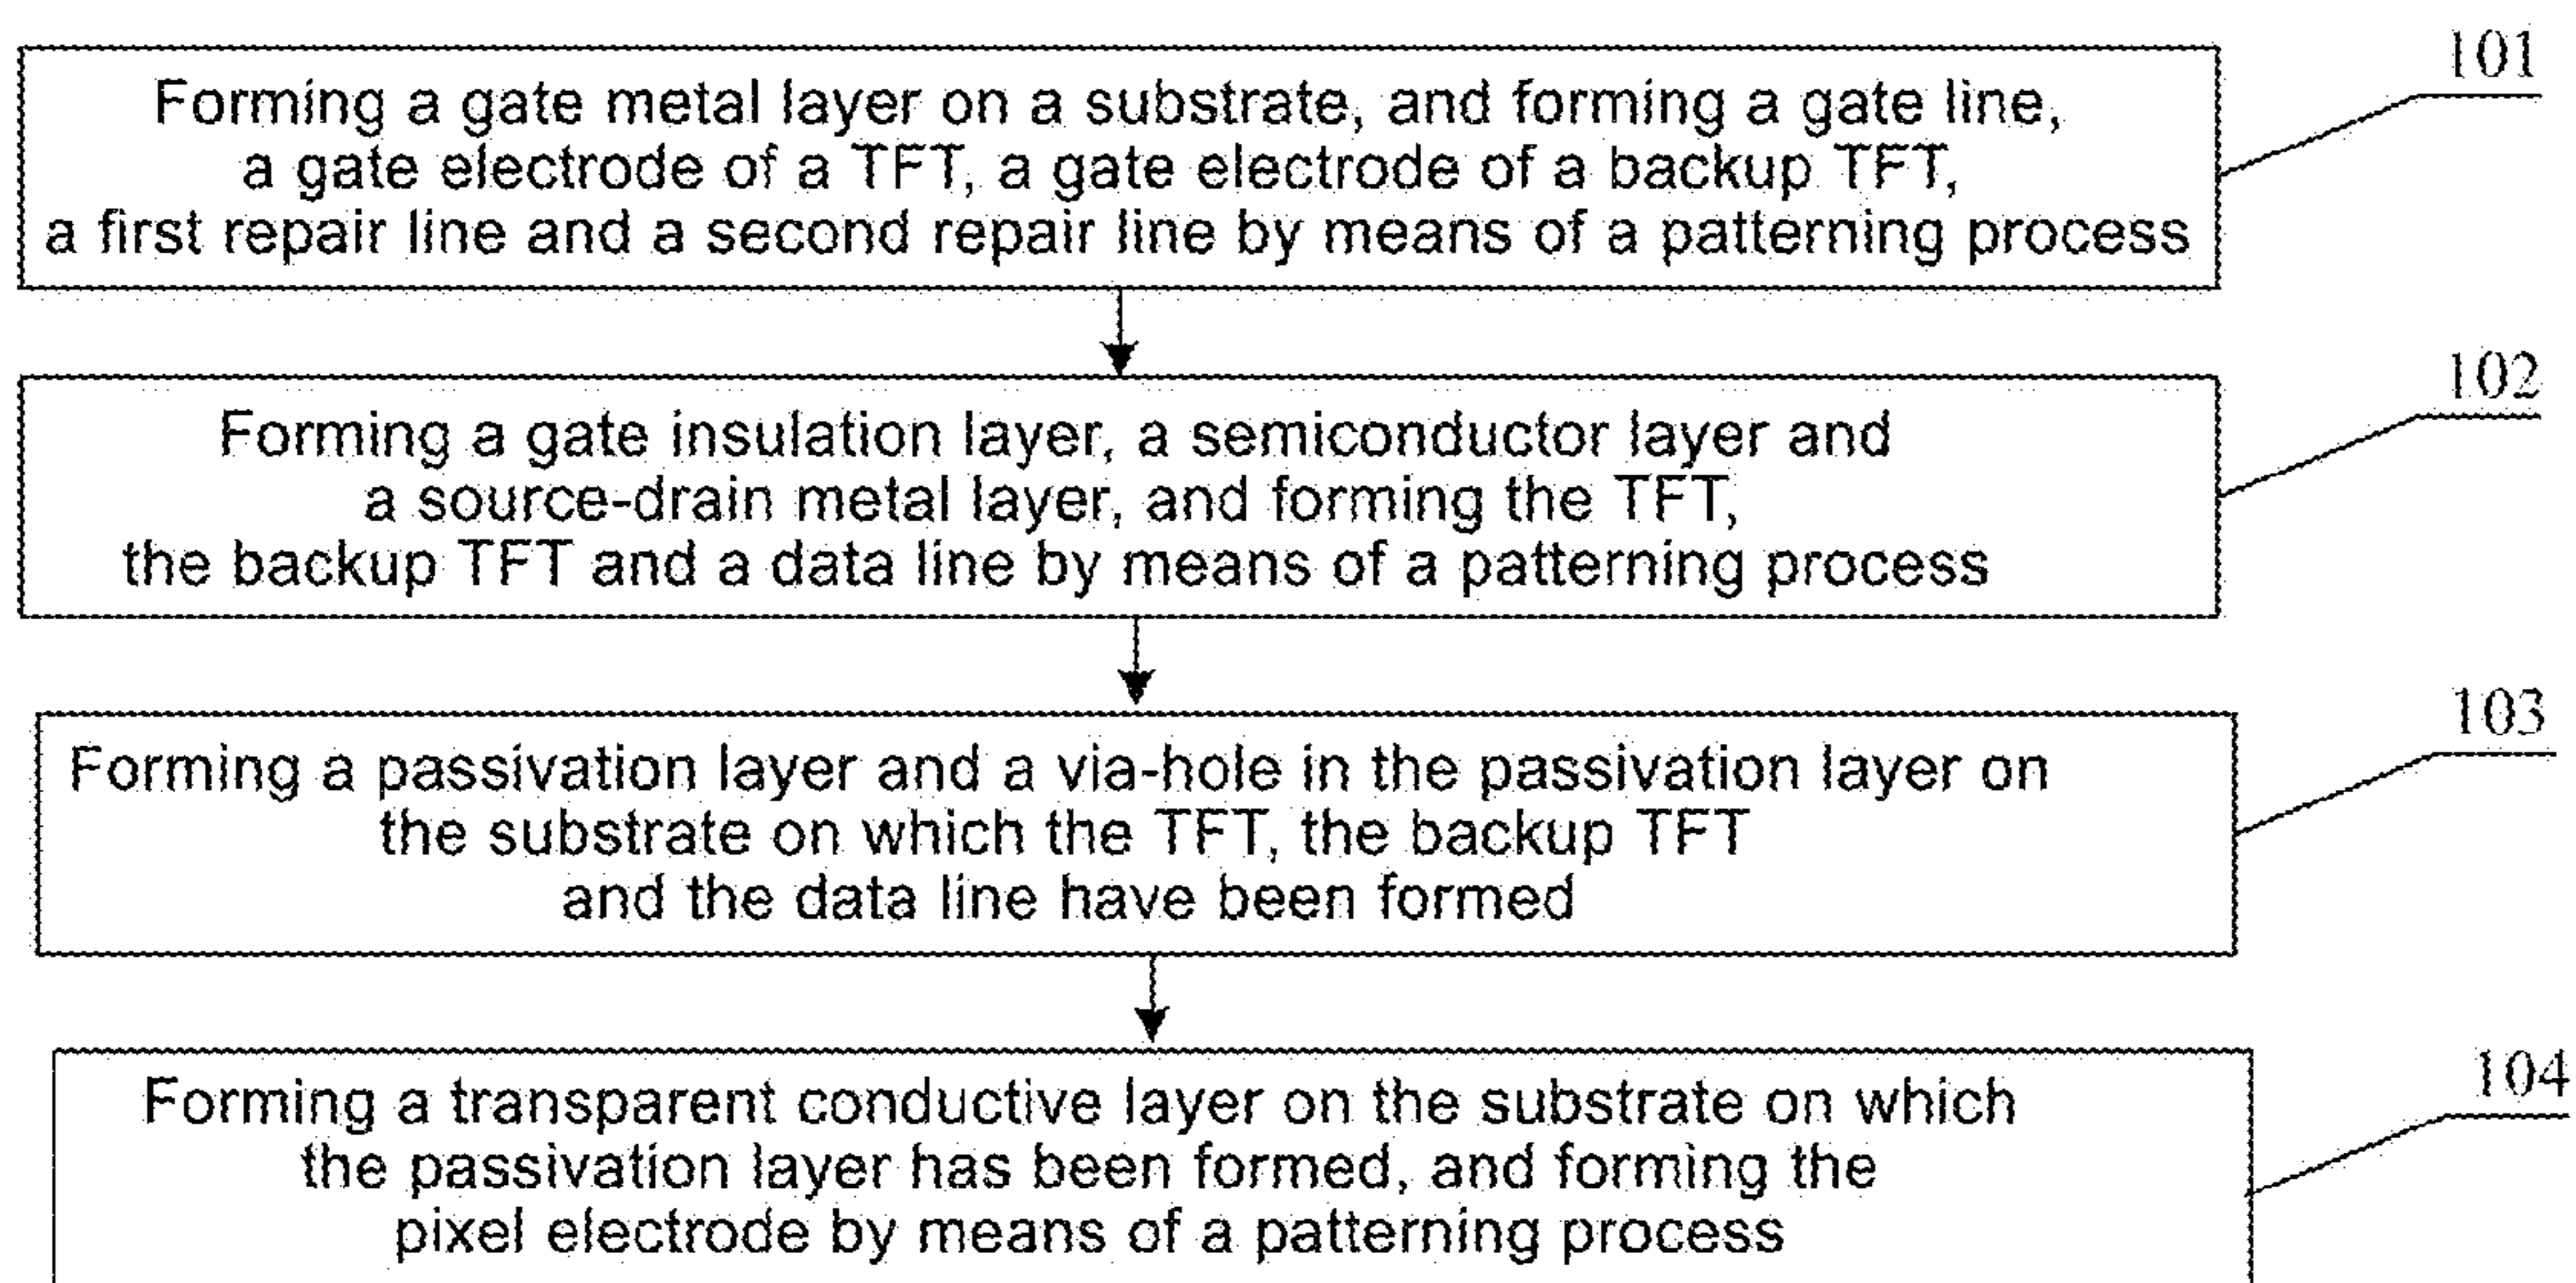 101
Forming a gate metal layer on a substrate, and forming a gate line,
a gate electrode of a TFT, a gate electrode of a backup TFT,
a first repair line and a second repair line by means of a patterning process
102
Forming a gate insulation layer, a semiconductor layer and
a source-drain metal layer, and forming the TFT,
the backup TFT and a data line by means of a patterning process
103
Forming a passivation layer and a via-hole in the passivation layer on
the substrate on which the TFT, the backup TFT
and the data line have been formed
104
Forming a transparent conductive layer on the substrate on which
the passivation layer has been formed, and forming the
pixel electrode by means of a patterning process